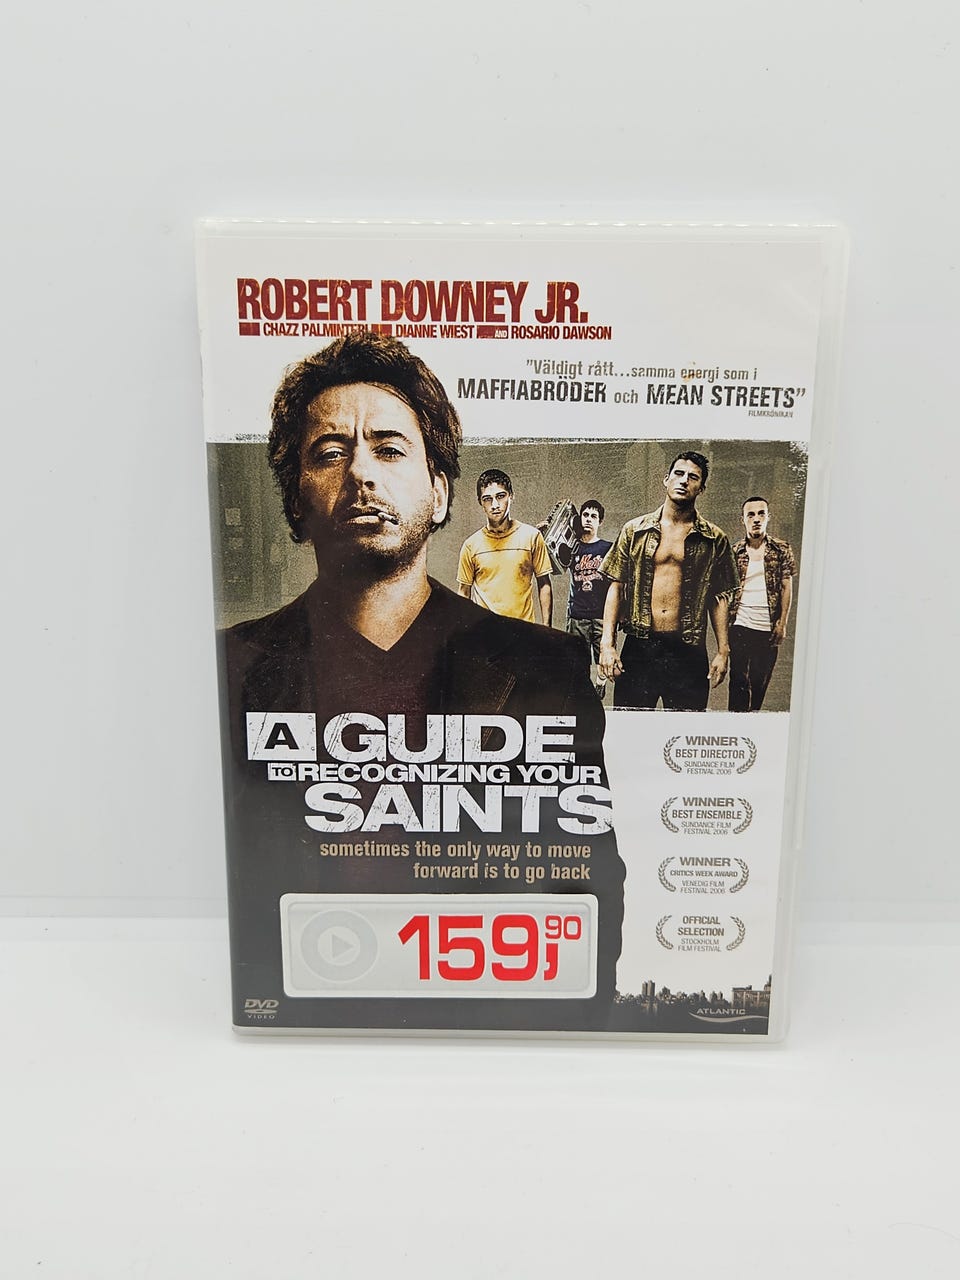 ROBERT DOWNEY JR.
CHAZZ PALMINTERI DIANNE WIEST AND ROSARIO DAWSON
"Väldigt rått...samma energi som i
MAFFIABRÖDER och MEAN STREETS"
FILMKRÖNIKAN
Mets
A GUIDE
TO RECOGNIZING YOUR
SAINTS
sometimes the only way to move
forward is to go back
WINNER
BEST DIRECTOR
SUNDANCE FILM
FESTIVAL 2006
WINNER
BEST ENSEMBLE
SUNDANCE FILM
FESTIVAL 2006
WINNER
CRITICS WEEK AWARD
VENEDIG FILM
FESTIVAL 2006
OFFICIAL
SELECTION
STOCKHOLM
FILM FESTIVAL
159,90
DVD
VIDEO
ATLANTIC